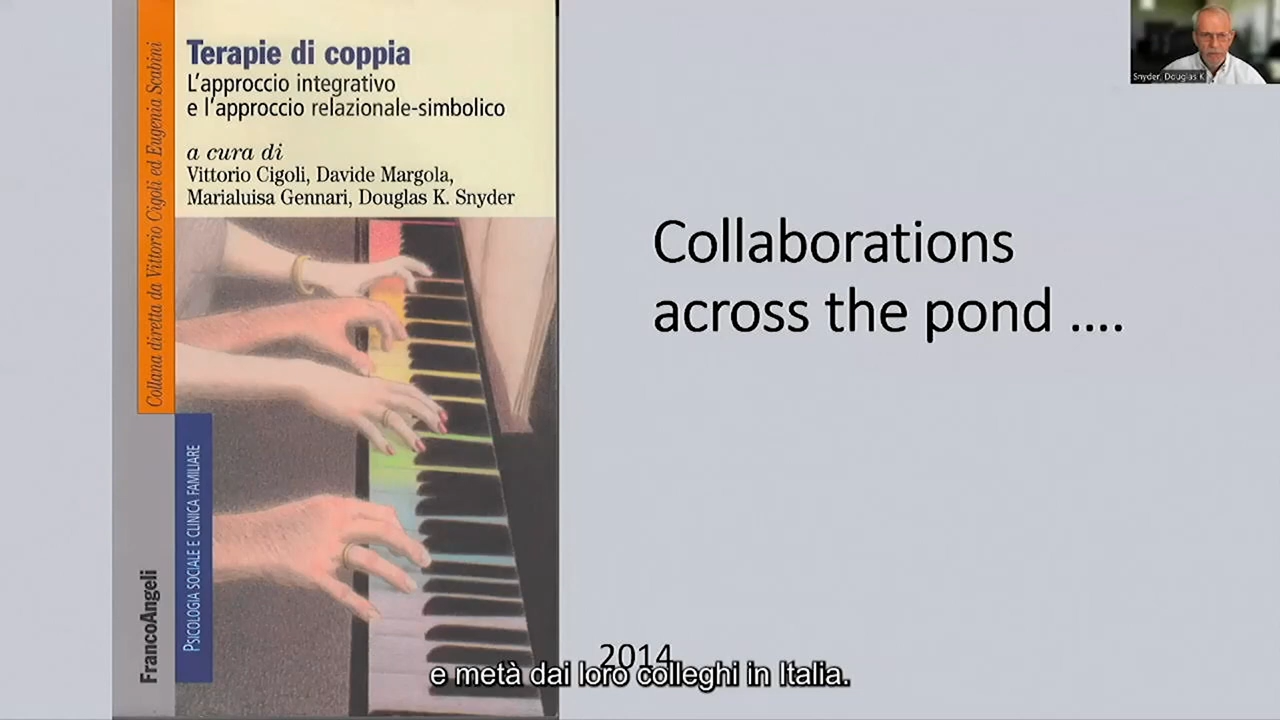 Terapie di coppia
L'approccio integrativo
e l'approccio relazionale-simbolico
a cura di
Vittorio Cigoli, Davide Margola,
Marialuisa Gennari, Douglas K. Snyder
Collana diretta da Vittorio Cigoli ed Eugenia Scabini
PSICOLOGIA SOCIALE E CLINICA FAMILIARE
FrancoAngeli
Collaborations
across the pond ....
2014
e metà dai loro colleghi in Italia.
Snyder, Douglas K